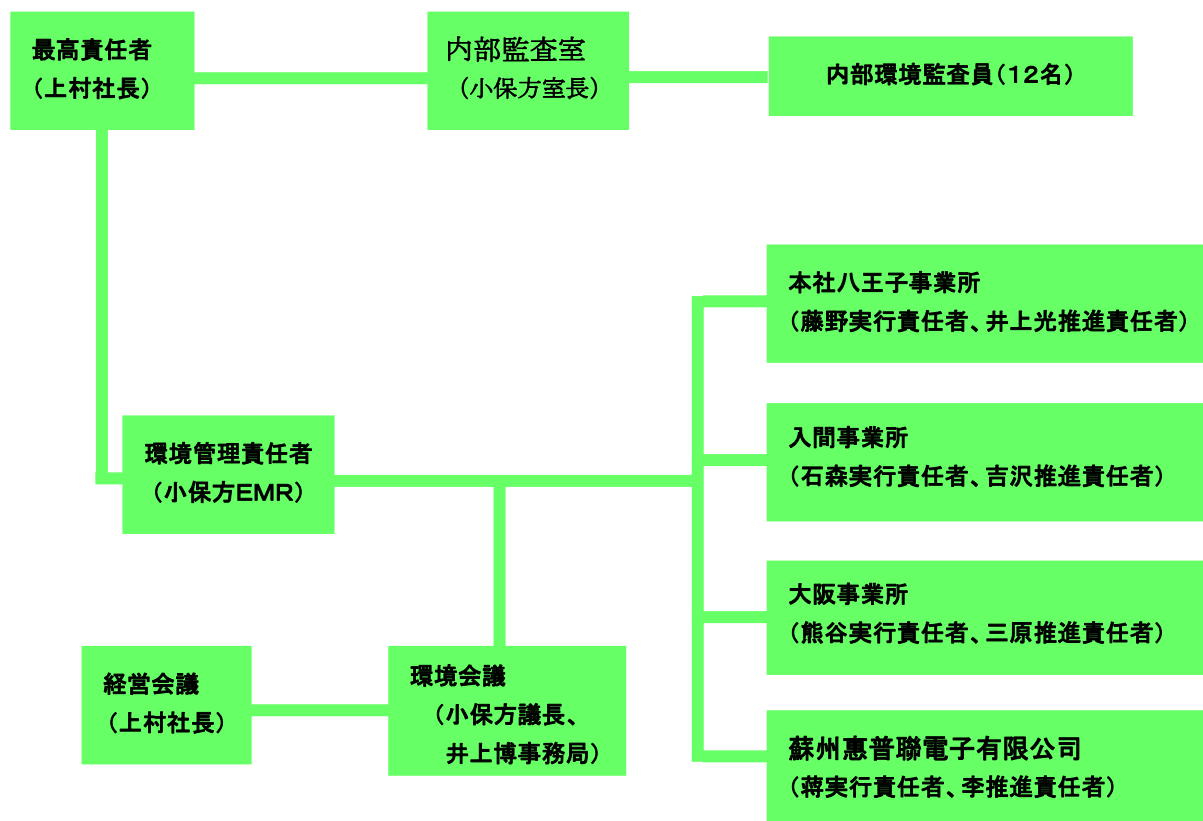 最高責任者
（上村社長）
内部監査室
（小保方室長）
内部環境監査員（１２名）
本社八王子事業所
（藤野実行責任者、井上光推進責任者）
入間事業所
（石森実行責任者、吉沢推進責任者）
環境管理責任者
（小保方ＥＭＲ）
大阪事業所
（熊谷実行責任者、三原推進責任者）
経営会議
（上村社長）
環境会議
（小保方議長、
井上博事務局）
蘇州惠普聯電子有限公司
（蒋実行責任者、李推進責任者）